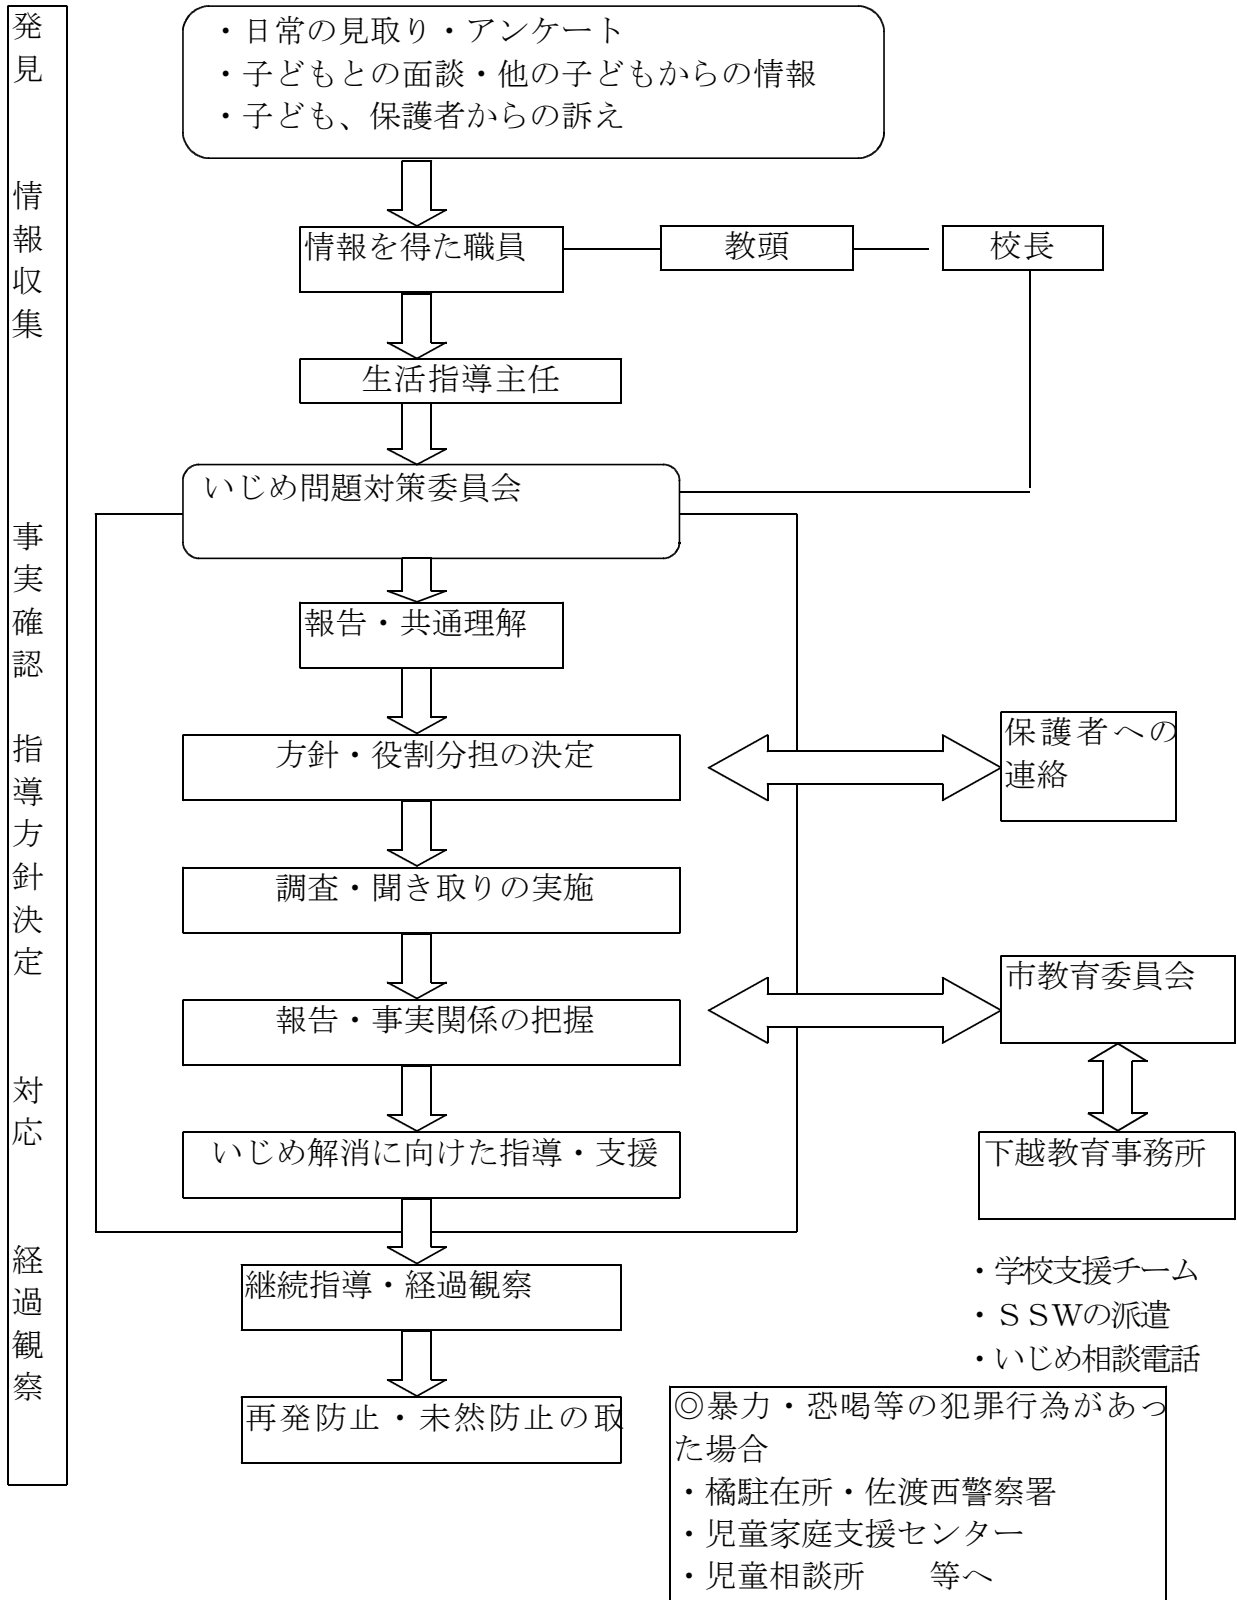 発見
情報収集
事実確認
指導方針決定
対応
経過観察
・日常の見取り・アンケート
・子どもとの面談・他の子どもからの情報
・子ども、保護者からの訴え
情報を得た職員
教頭
校長
生活指導主任
いじめ問題対策委員会
報告・共通理解
方針・役割分担の決定
保護者への
連絡
調査・聞き取りの実施
報告・事実関係の把握
市教育委員会
いじめ解消に向けた指導・支援
下越教育事務所
継続指導・経過観察
・学校支援チーム
・ＳＳＷの派遣
・いじめ相談電話
再発防止・未然防止の取
◎暴力・恐喝等の犯罪行為があっ
た場合
・橘駐在所・佐渡西警察署
・児童家庭支援センター
・児童相談所　　等へ